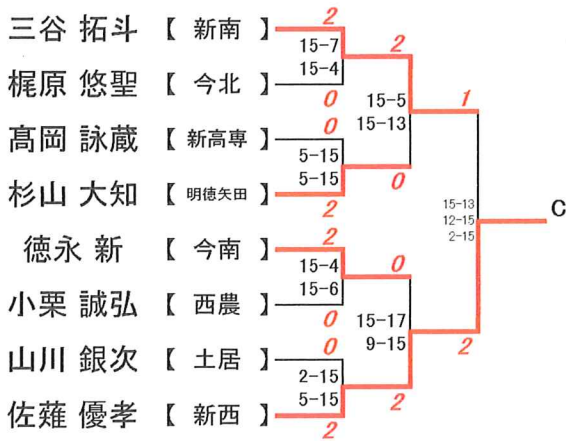 三谷 拓斗 【 新南 】 2
15-7 2
15-4
梶原 悠聖 【 今北 】 0
15-5 1
15-13
髙岡 詠蔵 【 新高専 】 0
5-15
5-15 0
杉山 大知 【 明徳矢田 】 2
15-13
12-15
2-15
C
徳永 新 【 今南 】 2
15-4 0
15-6
小栗 誠弘 【 西農 】 0
15-17
9-15 2
山川 銀次 【 土居 】 0
2-15
5-15 2
佐薙 優孝 【 新西 】 2